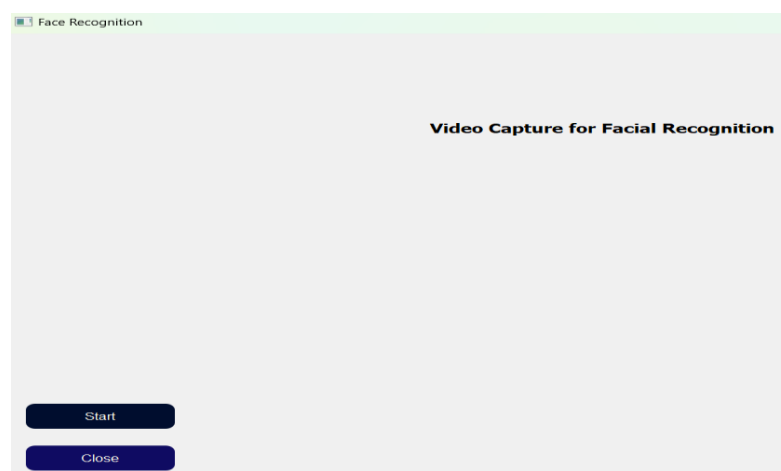 Face Recognition
Video Capture for Facial Recognition
Start
Close